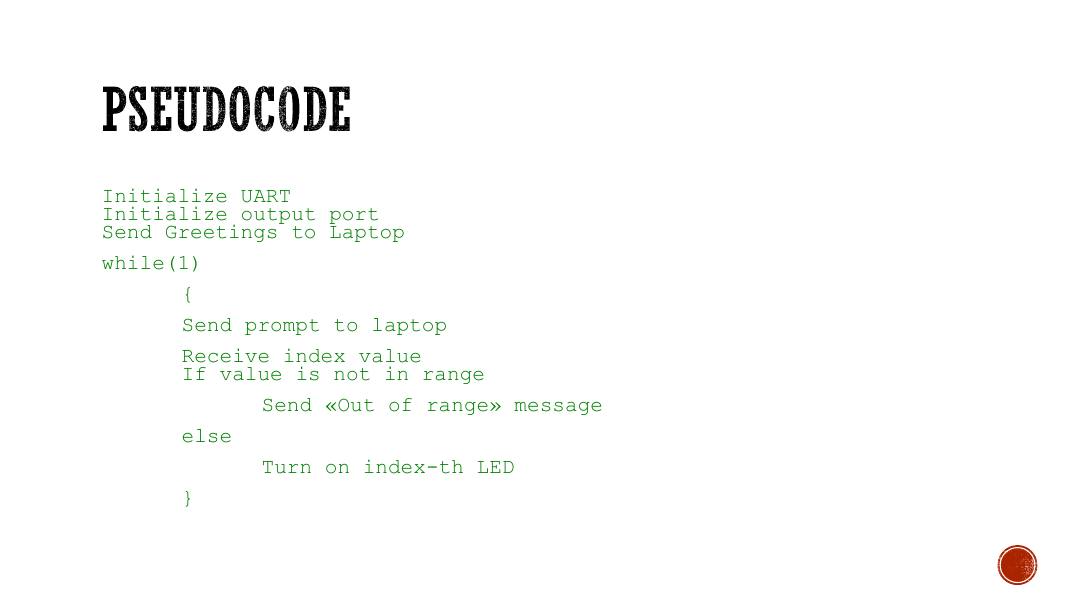 PSEUDOCODE
Initialize UART
Initialize output port
Send Greetings to Laptop
while(1)
{
Send prompt to laptop
Receive index value
If value is not in range
Send «Out of range» message
else
Turn on index-th LED
}